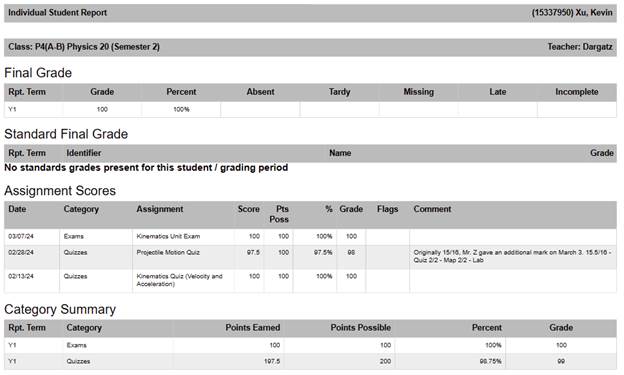 Individual Student Report (15337950) Xu, Kevin
Class: P4(A-B) Physics 20 (Semester 2) Teacher: Dargatz
Final Grade
Rpt. Term Grade Percent Absent Tardy Missing Late Incomplete
Y1 100 100%
Standard Final Grade
Rpt. Term Identifier Name Grade
No standards grades present for this student / grading period
Assignment Scores
Date Category Assignment Score Pts Poss % Grade Flags Comment
03/07/24 Exams Kinematics Unit Exam 100 100 100% 100
02/28/24 Quizzes Projectile Motion Quiz 97.5 100 97.5% 98 Originally 15/16, Mr. Z gave an additional mark on March 3. 15.5/16 -
Quiz 2/2 - Map 2/2 - Lab
02/13/24 Quizzes Kinematics Quiz (Velocity and 100 100 100% 100
Acceleration)
Category Summary
Rpt. Term Category Points Earned Points Possible Percent Grade
Y1 Exams 100 100 100% 100
Y1 Quizzes 197.5 200 98.75% 99